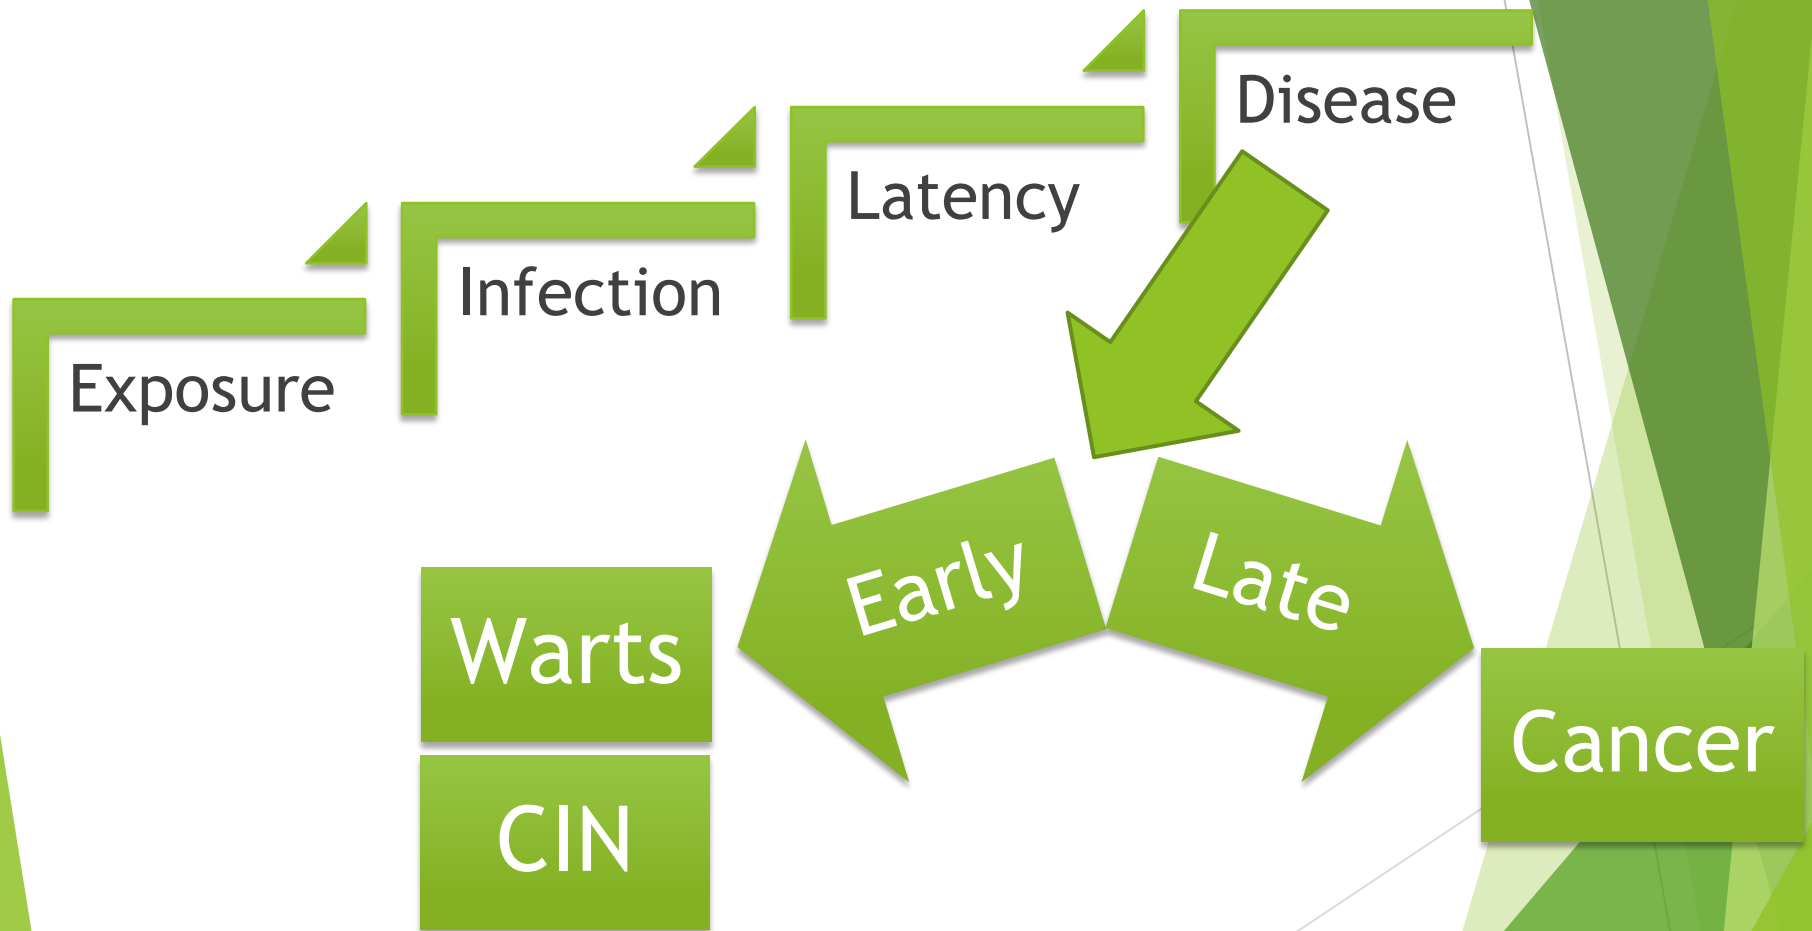 Exposure
Infection
Latency
Disease
Early
Late
Warts
CIN
Cancer